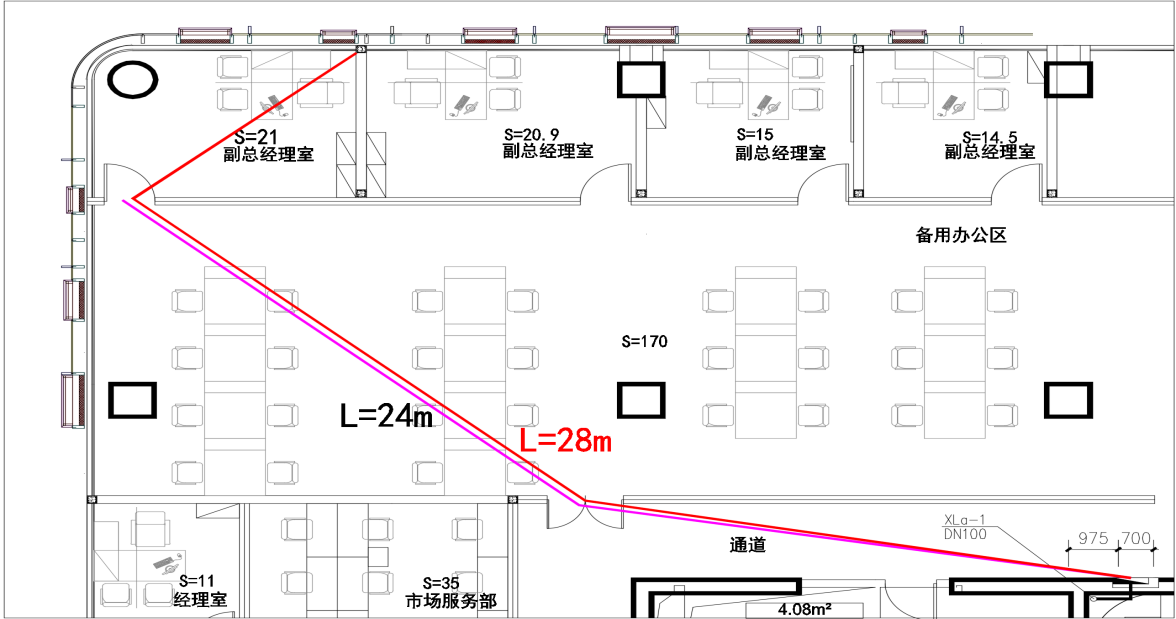 S=21
副总经理室
S=20.9
副总经理室
S=15
副总经理室
S=14.5
副总经理室
备用办公区
S=170
L=24m
L=28m
XLa-1
DN100
975 700
通道
S=11
经理室
S=35
市场服务部
4.08m²